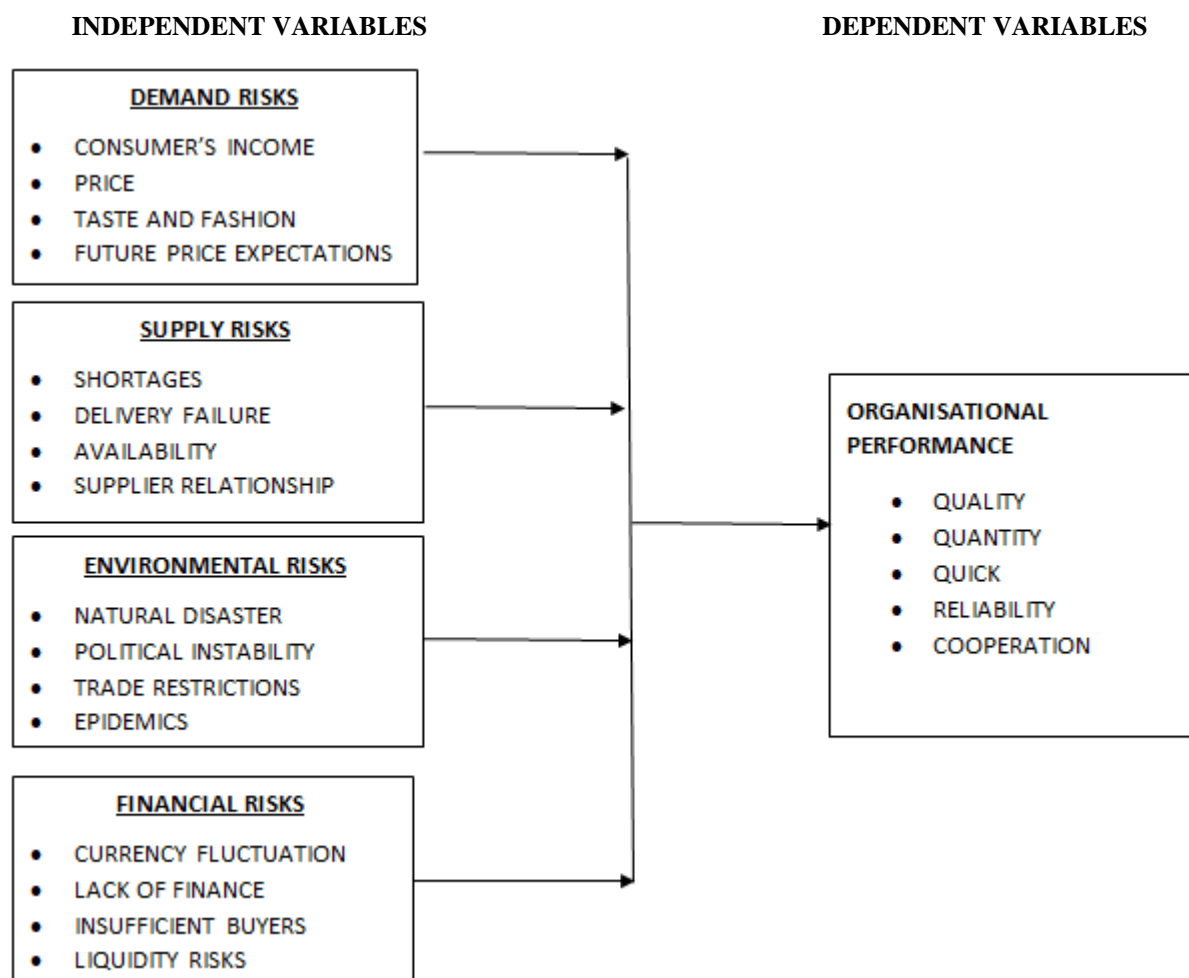 INDEPENDENT VARIABLES
DEPENDENT VARIABLES
DEMAND RISKS
• CONSUMER'S INCOME
• PRICE
• TASTE AND FASHION
• FUTURE PRICE EXPECTATIONS
SUPPLY RISKS
• SHORTAGES
• DELIVERY FAILURE
• AVAILABILITY
• SUPPLIER RELATIONSHIP
ENVIRONMENTAL RISKS
• NATURAL DISASTER
• POLITICAL INSTABILITY
• TRADE RESTRICTIONS
• EPIDEMICS
FINANCIAL RISKS
• CURRENCY FLUCTUATION
• LACK OF FINANCE
• INSUFFICIENT BUYERS
• LIQUIDITY RISKS
ORGANISATIONAL
PERFORMANCE
• QUALITY
• QUANTITY
• QUICK
• RELIABILITY
• COOPERATION